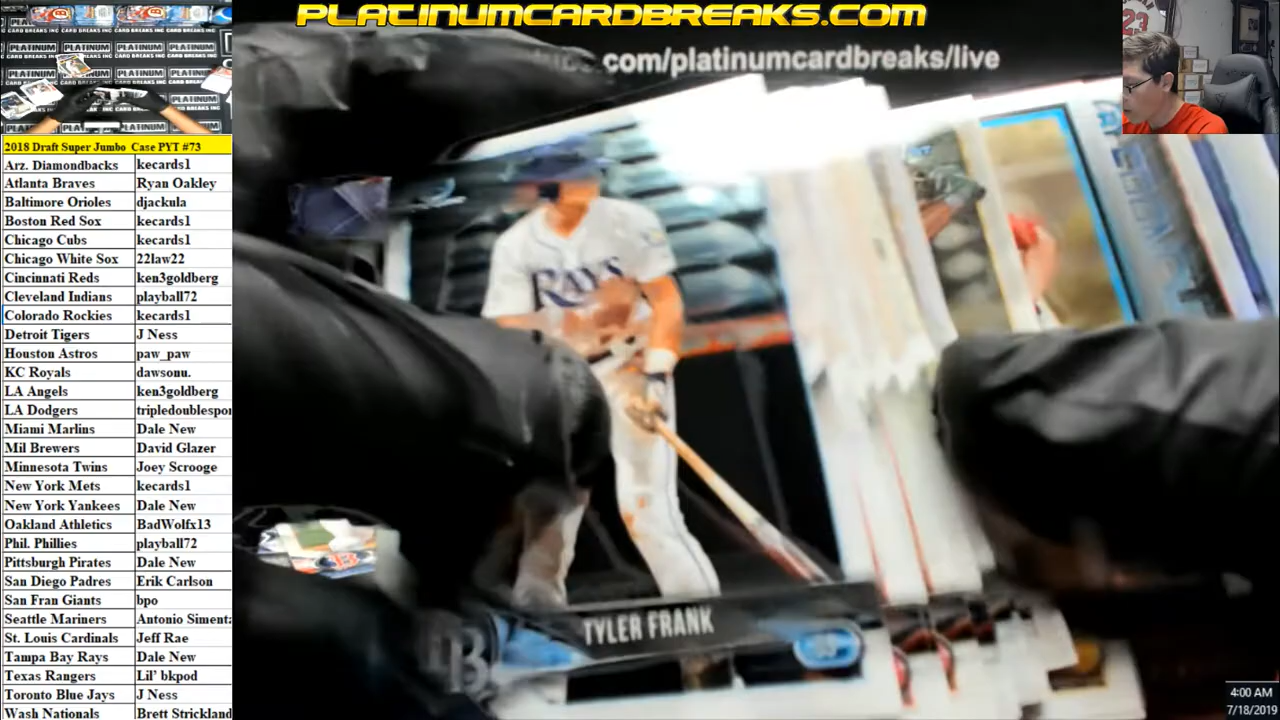 PLATINUMCARDBREAKS.COM
.com/platinumcardbreaks/live
23
2018 Draft Super Jumbo Case PYT #73
Arz. Diamondbacks kecards1
Atlanta Braves Ryan Oakley
Baltimore Orioles djackula
Boston Red Sox kecards1
Chicago Cubs kecards1
Chicago White Sox 22law22
Cincinnati Reds ken3goldberg
Cleveland Indians playball72
Colorado Rockies kecards1
Detroit Tigers J Ness
Houston Astros paw_paw
KC Royals dawsonu.
LA Angels ken3goldberg
LA Dodgers tripledoublespor
Miami Marlins Dale New
Mil Brewers David Glazer
Minnesota Twins Joey Scrooge
New York Mets kecards1
New York Yankees Dale New
Oakland Athletics BadWolfx13
Phil. Phillies playball72
Pittsburgh Pirates Dale New
San Diego Padres Erik Carlson
San Fran Giants bpo
Seattle Mariners Antonio Siment
St. Louis Cardinals Jeff Rae
Tampa Bay Rays Dale New
Texas Rangers Lil' bkpod
Toronto Blue Jays J Ness
Wash Nationals Brett Strickland
RAYS
TYLER FRANK
4:00 AM
7/18/2019